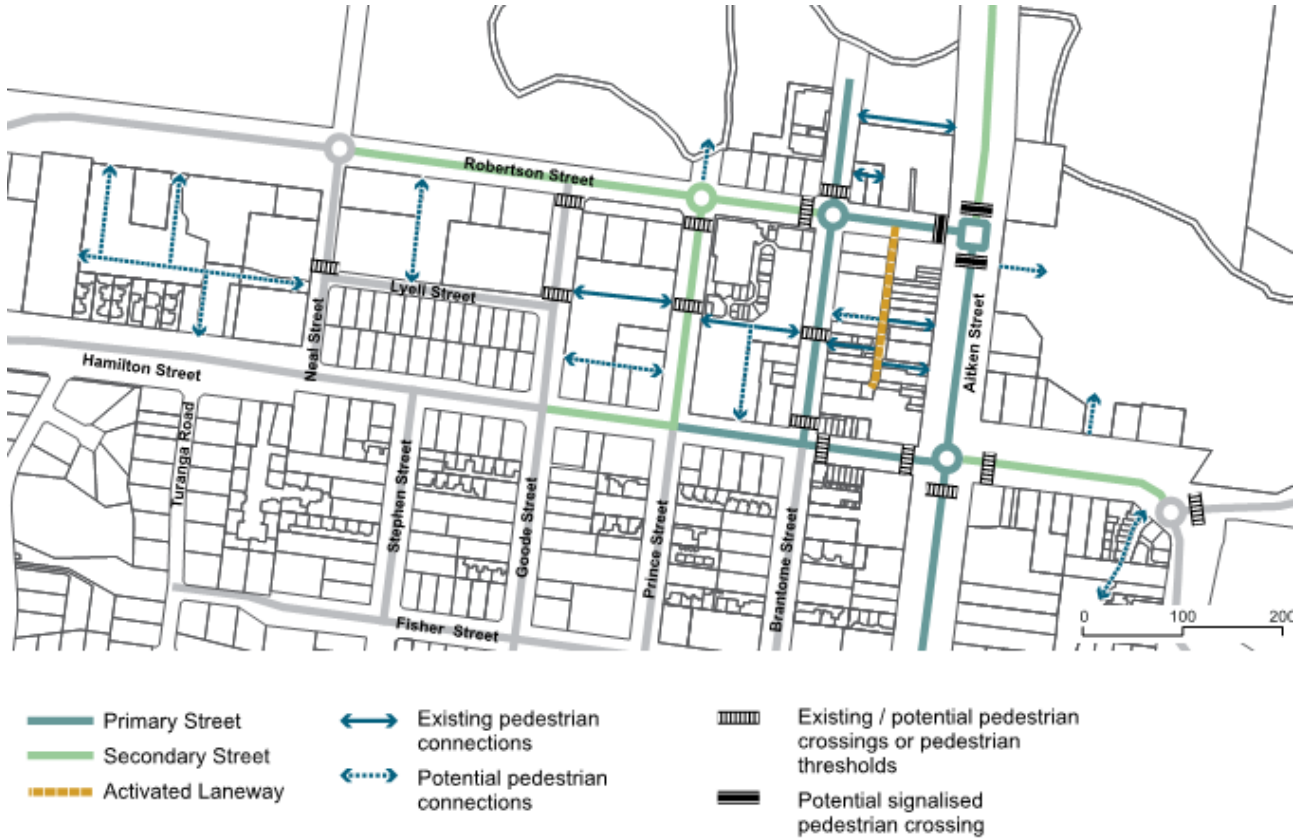 Robertson Street
Lyell Street
Neal Street
Hamilton Street
Turanga Road
Stephen Street
Goode Street
Prince Street
Brantome Street
Aitken Street
Fisher Street
0 100 200
Primary Street
Secondary Street
Activated Laneway
Existing pedestrian
connections
Potential pedestrian
connections
Existing / potential pedestrian
crossings or pedestrian
thresholds
Potential signalised
pedestrian crossing